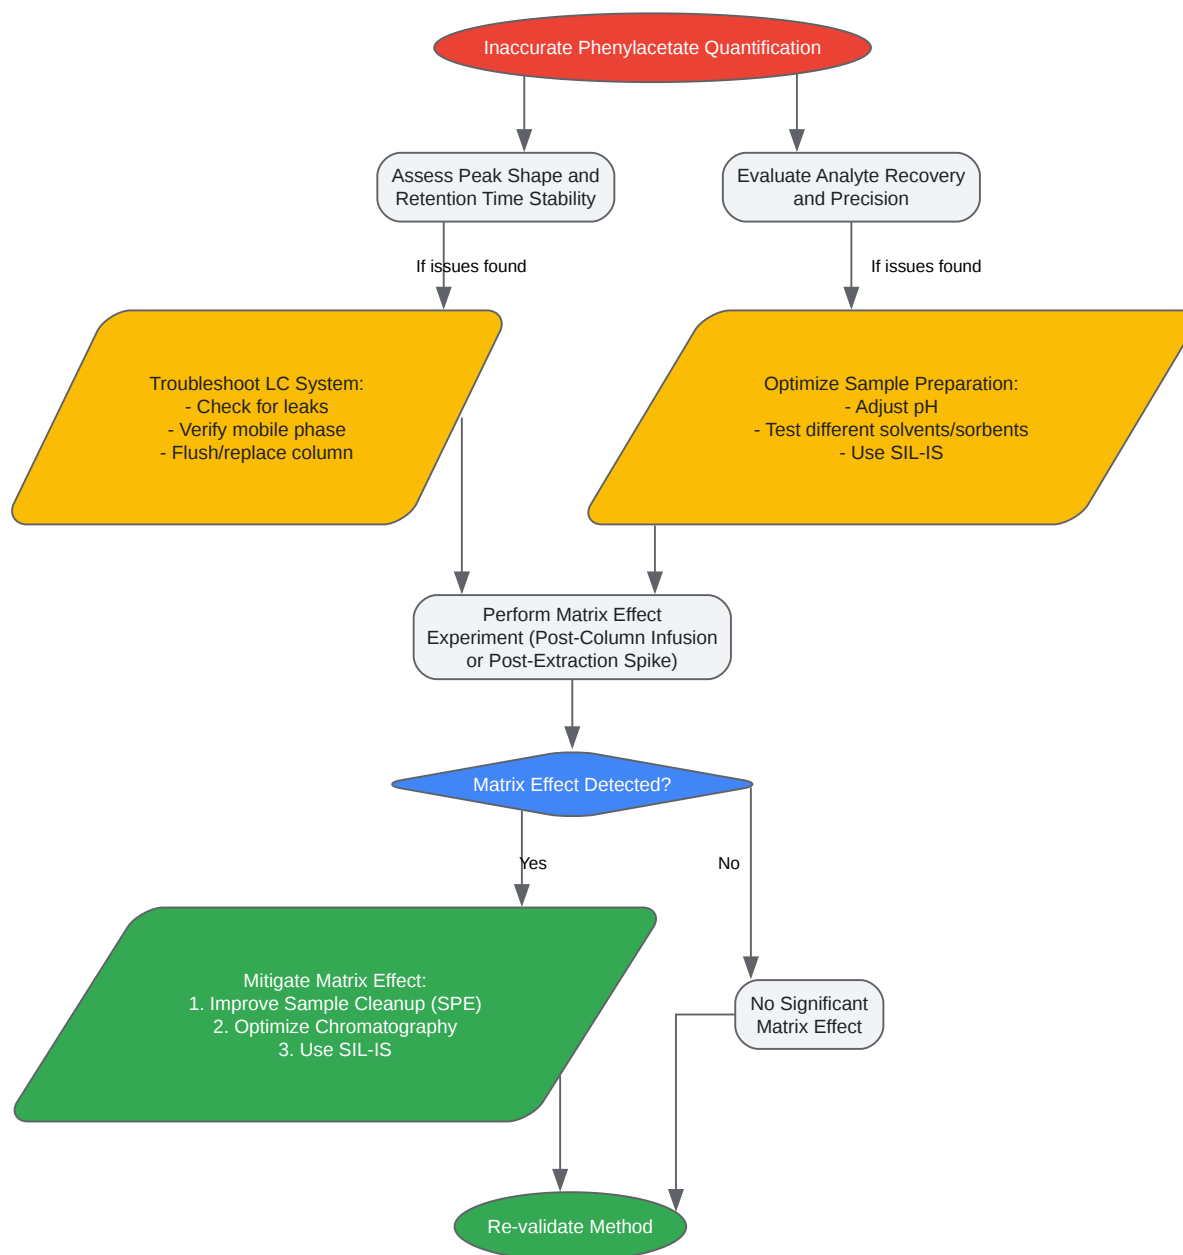 Inaccurate Phenylacetate Quantification
Assess Peak Shape and
Retention Time Stability
Evaluate Analyte Recovery
and Precision
If issues found
If issues found
Troubleshoot LC System:
- Check for leaks
- Verify mobile phase
- Flush/replace column
Optimize Sample Preparation:
- Adjust pH
- Test different solvents/sorbents
- Use SIL-IS
Perform Matrix Effect
Experiment (Post-Column Infusion
or Post-Extraction Spike)
Matrix Effect Detected?
Yes
No
Mitigate Matrix Effect:
1. Improve Sample Cleanup (SPE)
2. Optimize Chromatography
3. Use SIL-IS
No Significant
Matrix Effect
Re-validate Method